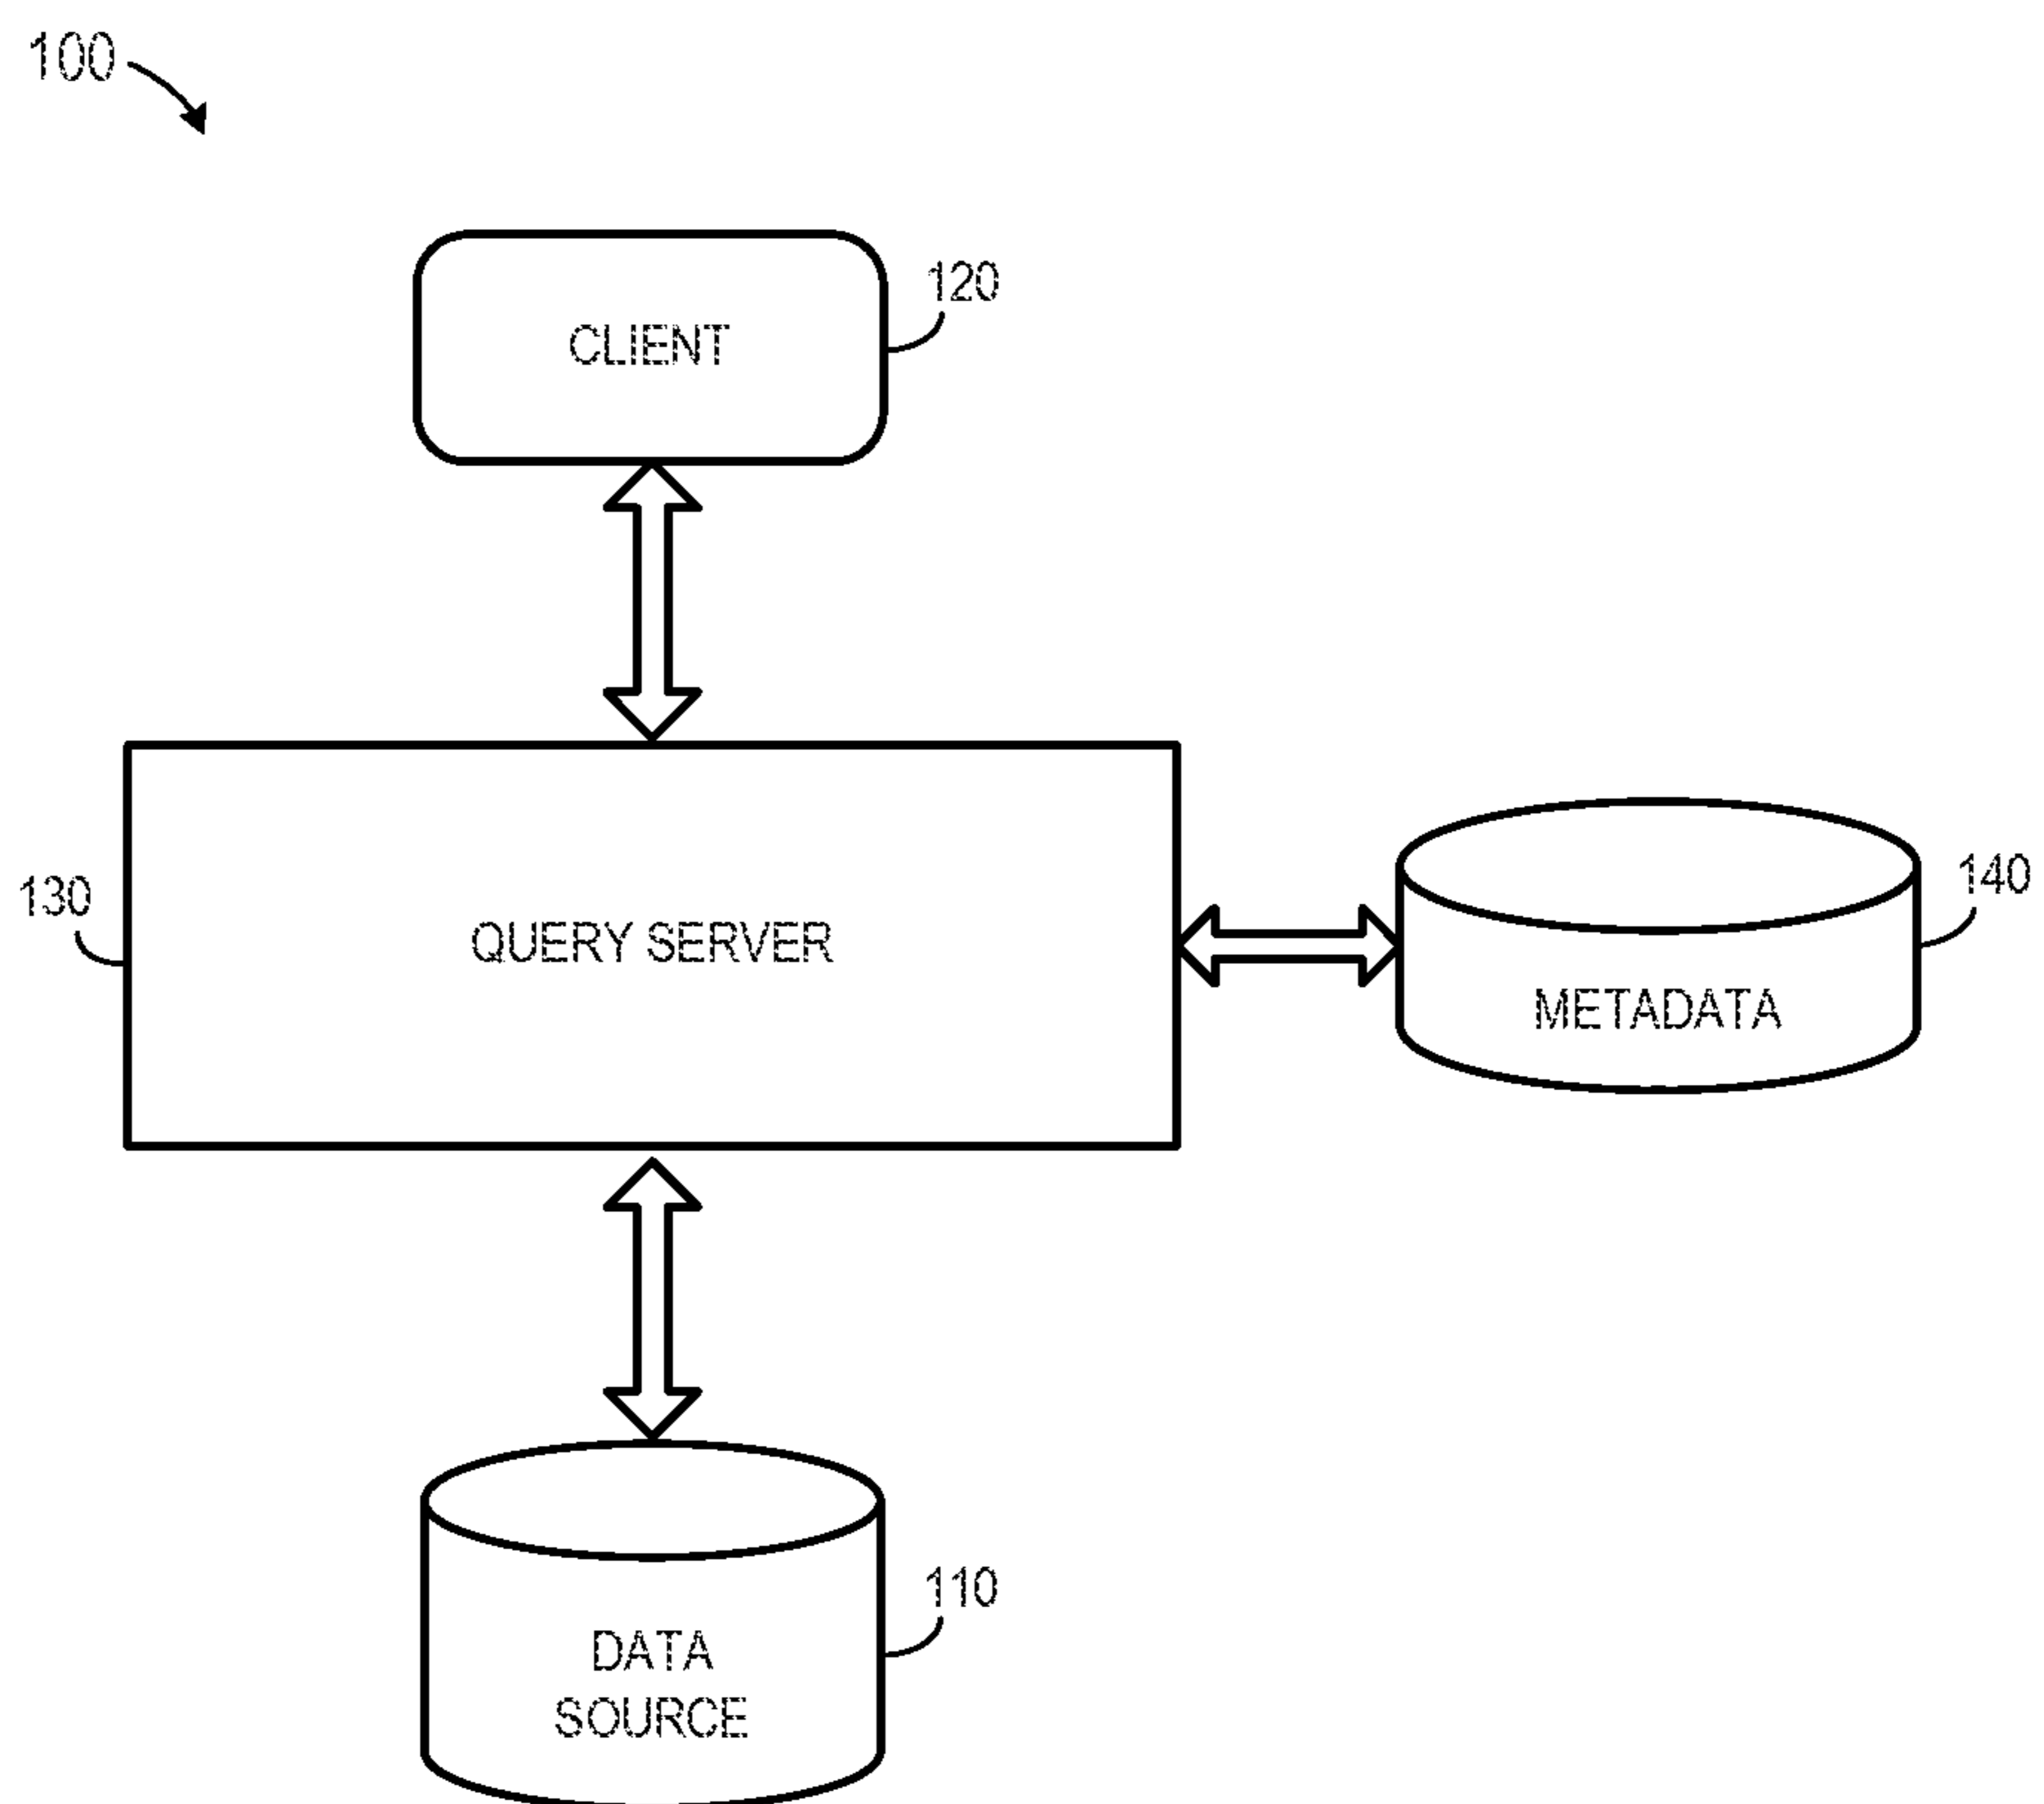 100
120
CLIENT
130
QUERY SERVER
140
METADATA
110
DATA
SOURCE